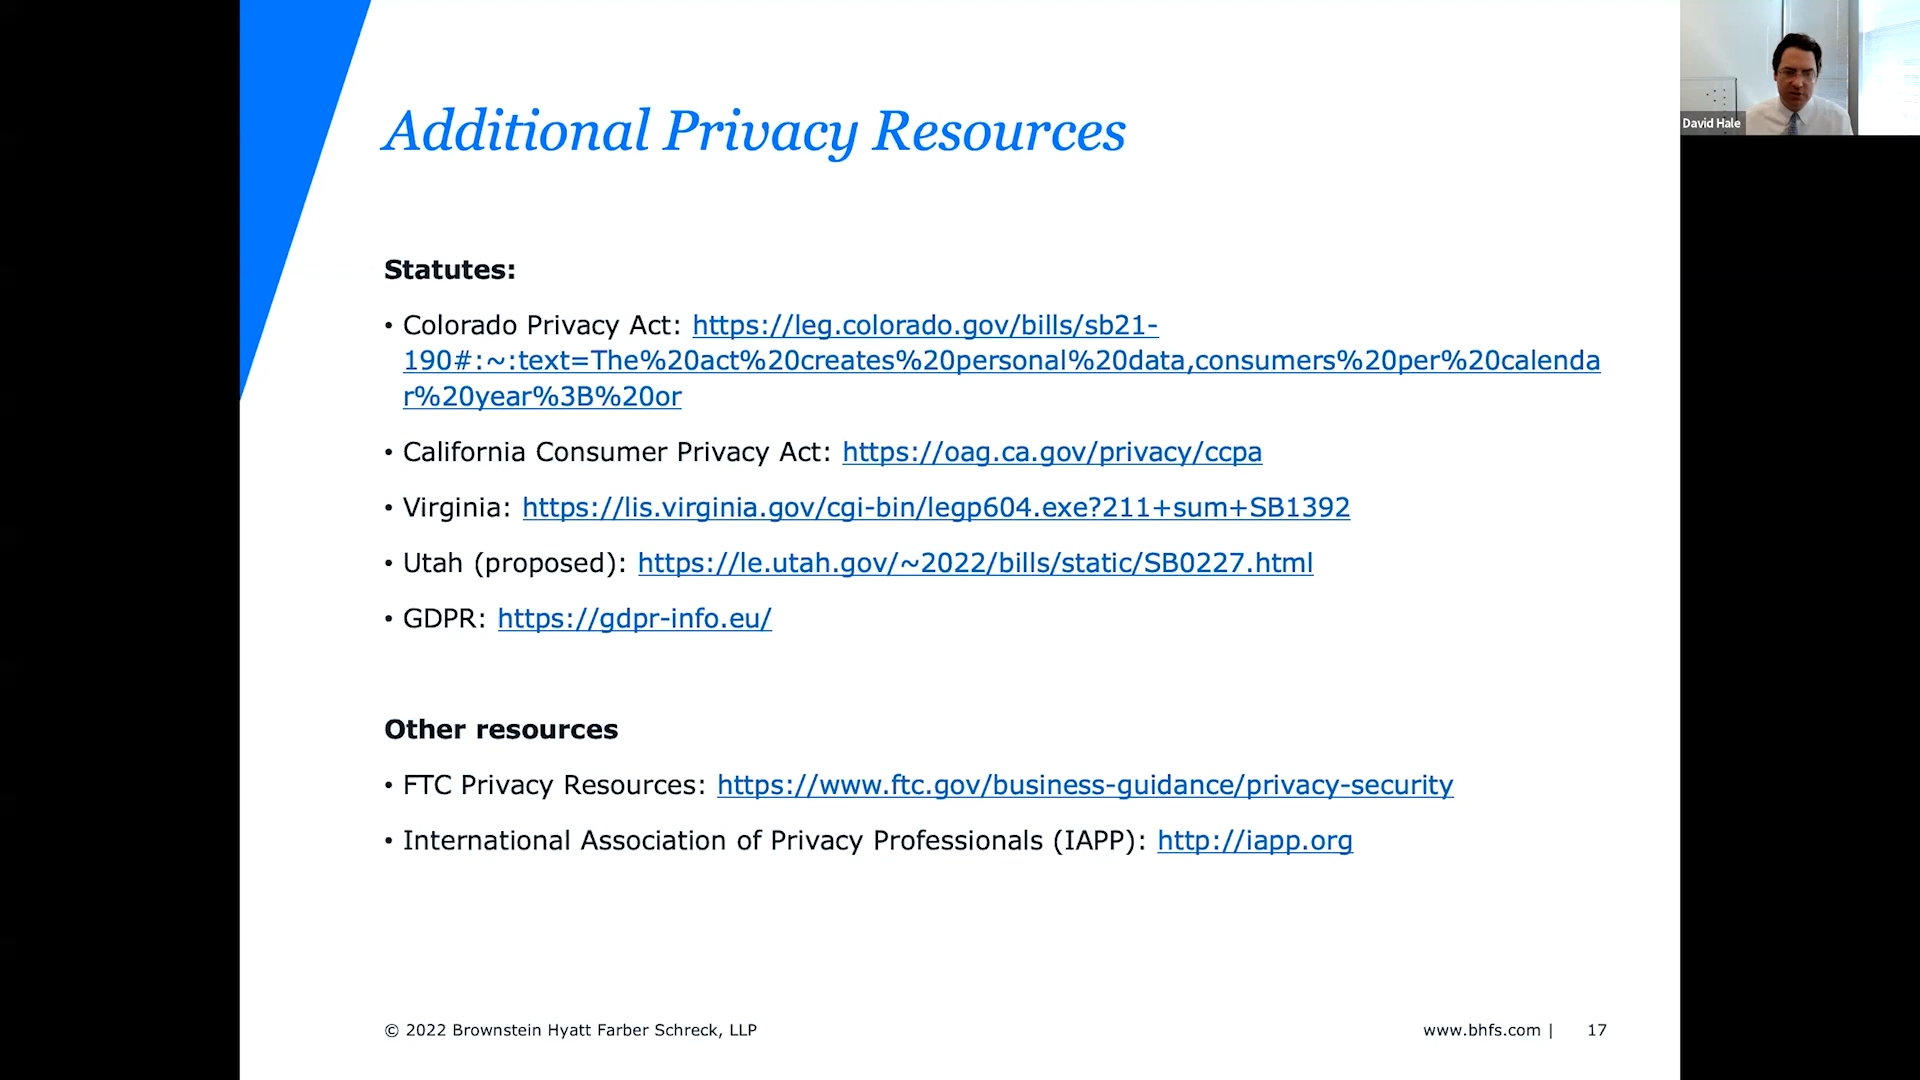 David Hale
Additional Privacy Resources
Statutes:
• Colorado Privacy Act: https://leg.colorado.gov/bills/sb21-
190#:~:text=The%20act%20creates%20personal%20data,consumers%20per%20calenda
r%20year%3B%20or
• California Consumer Privacy Act: https://oag.ca.gov/privacy/ccpa
• Virginia: https://lis.virginia.gov/cgi-bin/legp604.exe?211+sum+SB1392
• Utah (proposed): https://le.utah.gov/~2022/bills/static/SB0227.html
• GDPR: https://gdpr-info.eu/
Other resources
• FTC Privacy Resources: https://www.ftc.gov/business-guidance/privacy-security
• International Association of Privacy Professionals (IAPP): http://iapp.org
© 2022 Brownstein Hyatt Farber Schreck, LLP
www.bhfs.com | 17